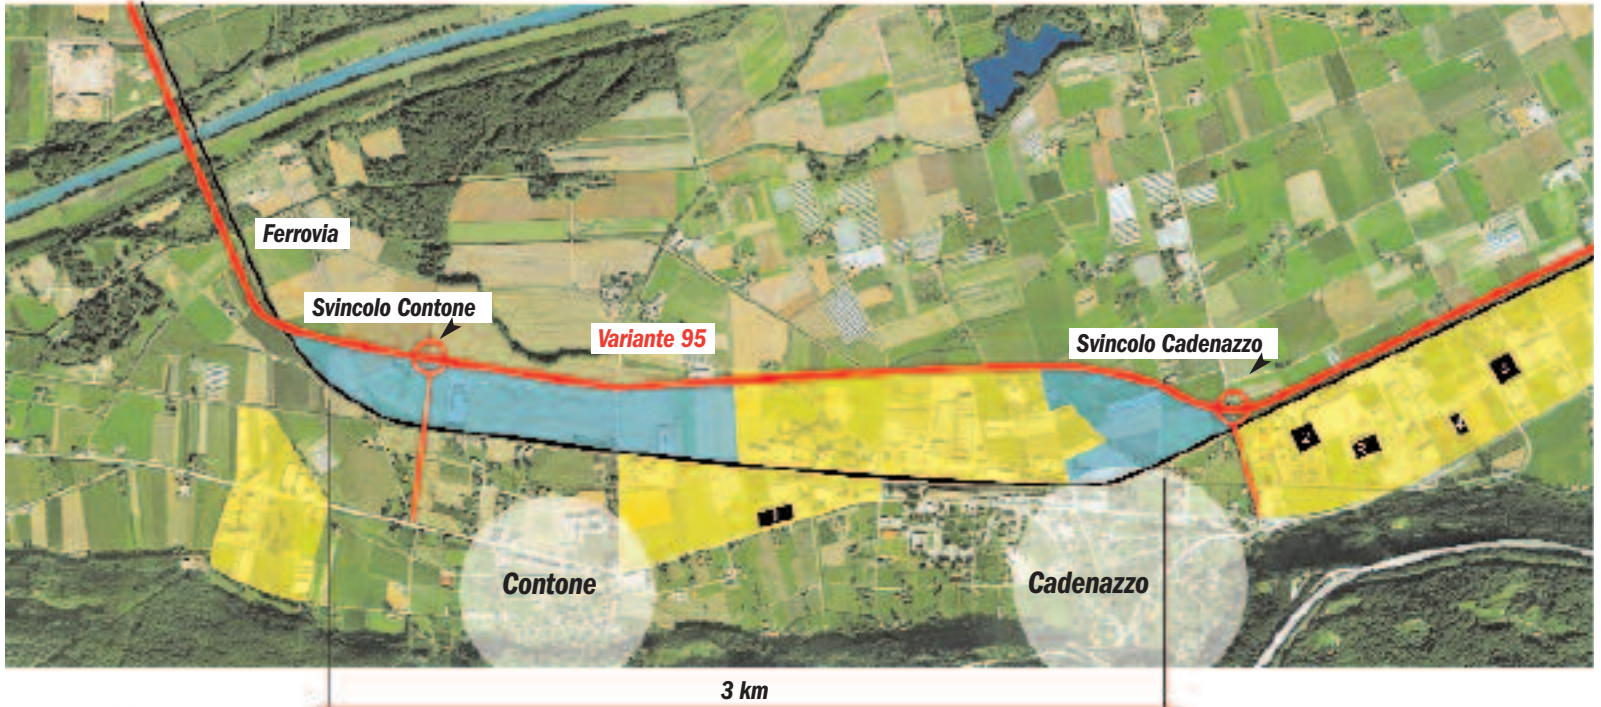 Ferrovia
Svincolo Contone
Variante 95
Svincolo Cadenazzo
Contone
Cadenazzo
3 km